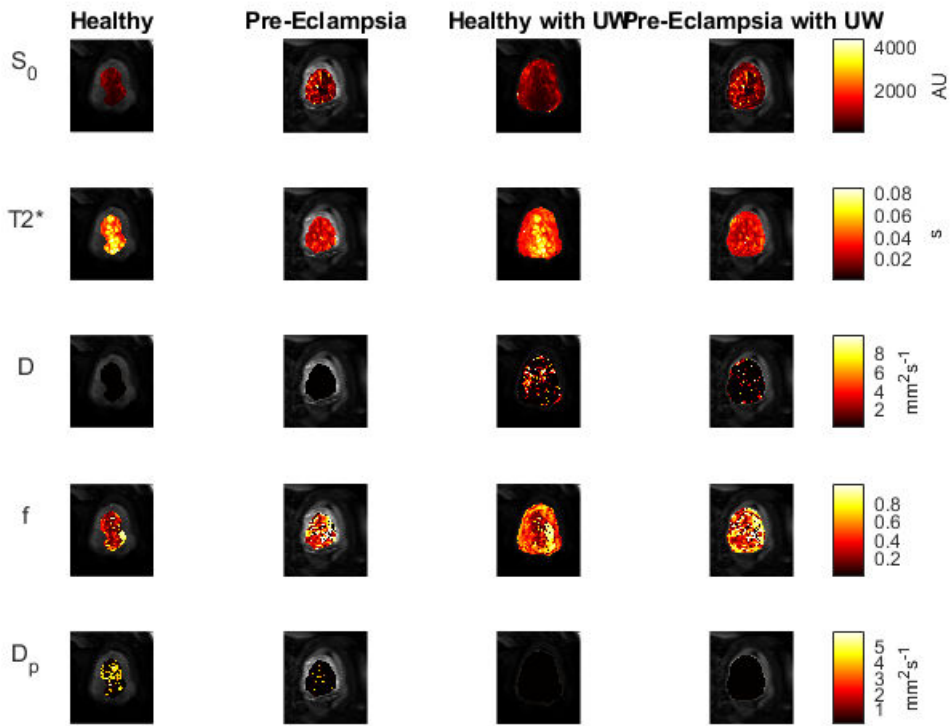 Healthy Pre-Eclampsia Healthy with UW Pre-Eclampsia with UW
S0 4000 2000 AU
T2* 0.08 0.06 0.04 0.02 s
D 8 6 4 2 mm²s⁻¹
f 0.8 0.6 0.4 0.2
Dp 5 4 3 2 1 mm²s⁻¹